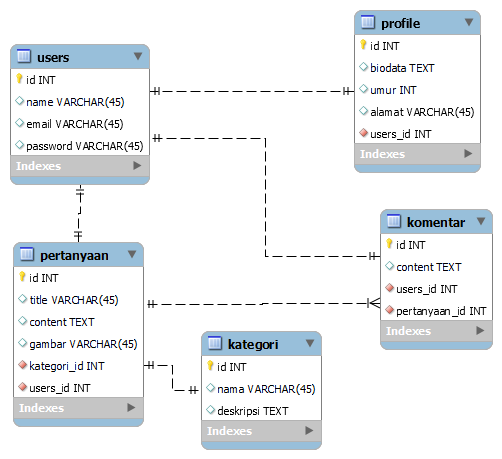 users
id INT
name VARCHAR(45)
email VARCHAR(45)
password VARCHAR(45)
Indexes
profile
id INT
biodata TEXT
umur INT
alamat VARCHAR(45)
users_id INT
Indexes
pertanyaan
id INT
title VARCHAR(45)
content TEXT
gambar VARCHAR(45)
kategori_id INT
users_id INT
Indexes
komentar
id INT
content TEXT
users_id INT
pertanyaan_id INT
Indexes
kategori
id INT
nama VARCHAR(45)
deskripsi TEXT
Indexes